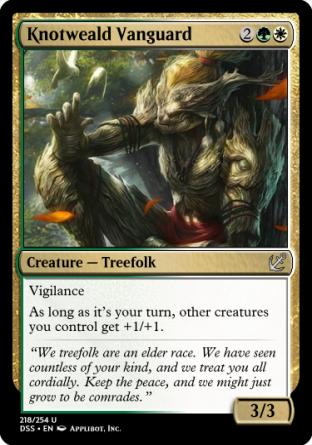 Knotweald Vanguard 2
Creature — Treefolk
Vigilance
As long as it’s your turn, other creatures
you control get +1/+1.
“We treefolk are an elder race. We have seen
countless of your kind, and we treat you all
cordially. Keep the peace, and we might just
grow to be comrades.”
3/3
218/254 U
DSS • EN APPLIBOT, INC.